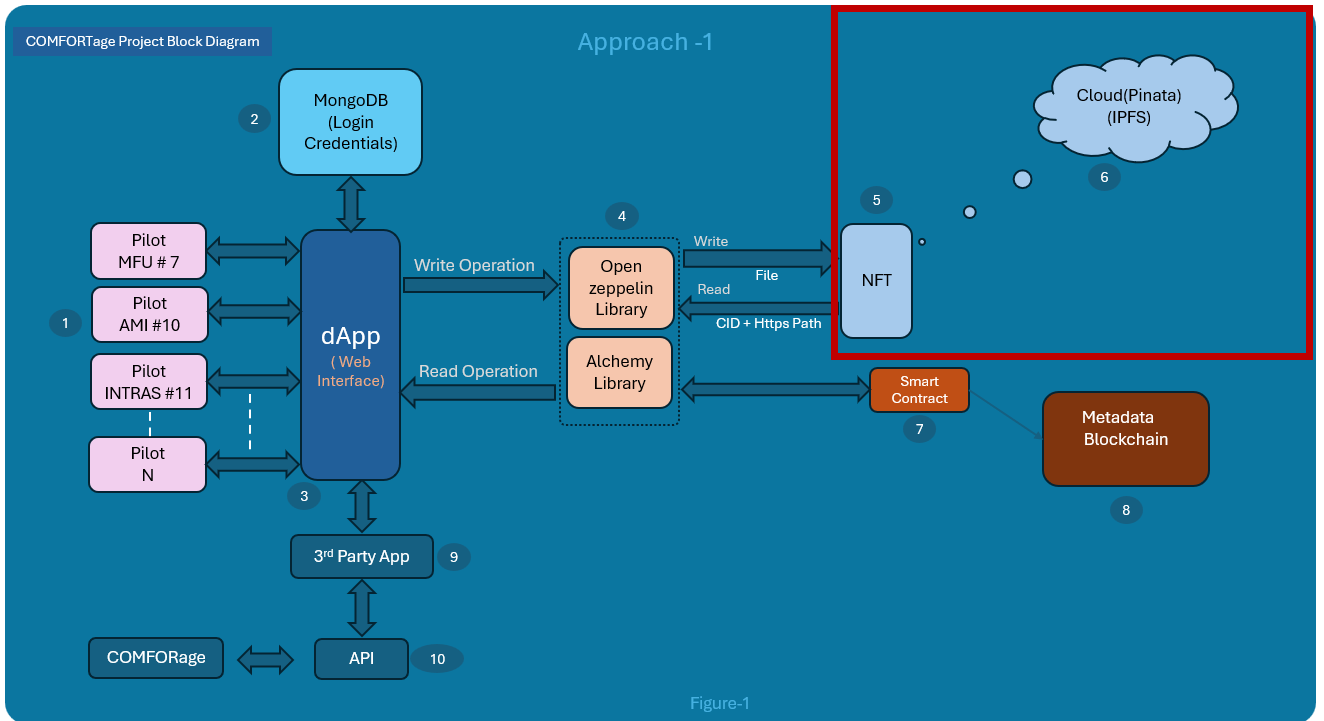 COMFORTage Project Block Diagram
Approach -1
MongoDB
(Login
Credentials)
2
Cloud(Pinata)
(IPFS)
6
5
4
Pilot
MFU # 7
Pilot
AMI #10
1
Pilot
INTRAS #11
Pilot
N
dApp
( Web
Interface)
3
Write Operation
Read Operation
Open
zeppelin
Library
Alchemy
Library
Write
File
Read
CID + Https Path
NFT
Smart
Contract
7
Metadata
Blockchain
8
3rd Party App
9
COMFORage
API
10
Figure-1